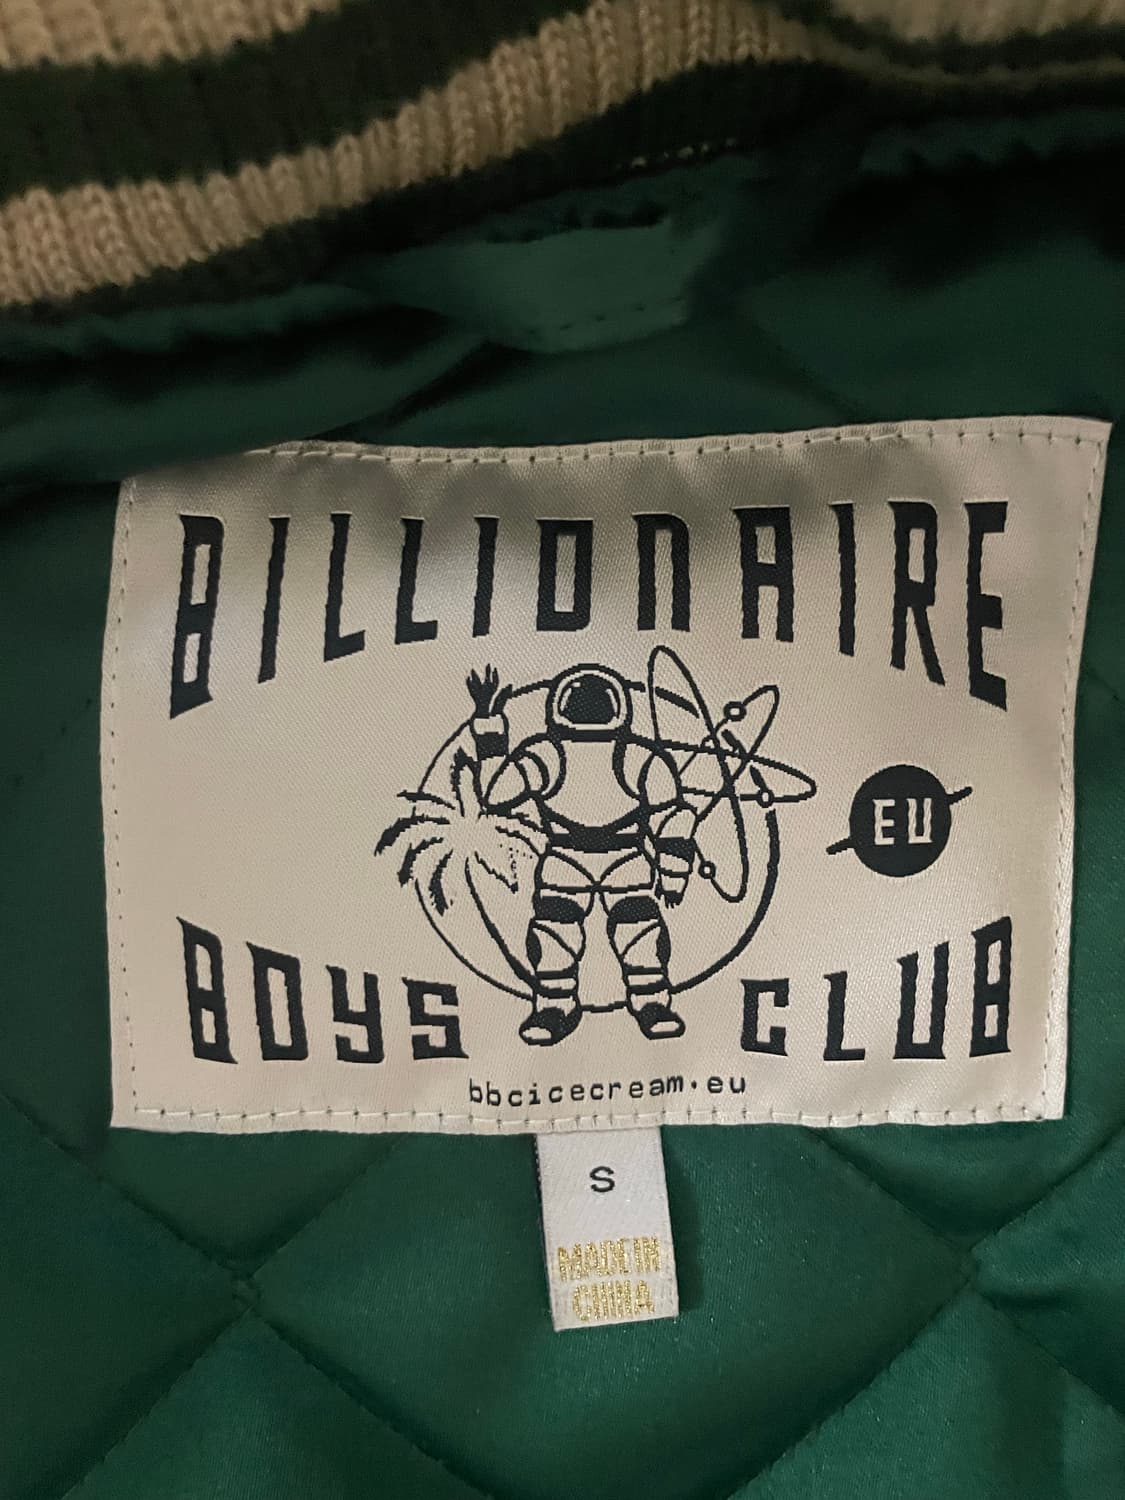 BILLIONAIRE
EU
BOYS CLUB
bbcicecream.eu
S
MADE IN
CHINA